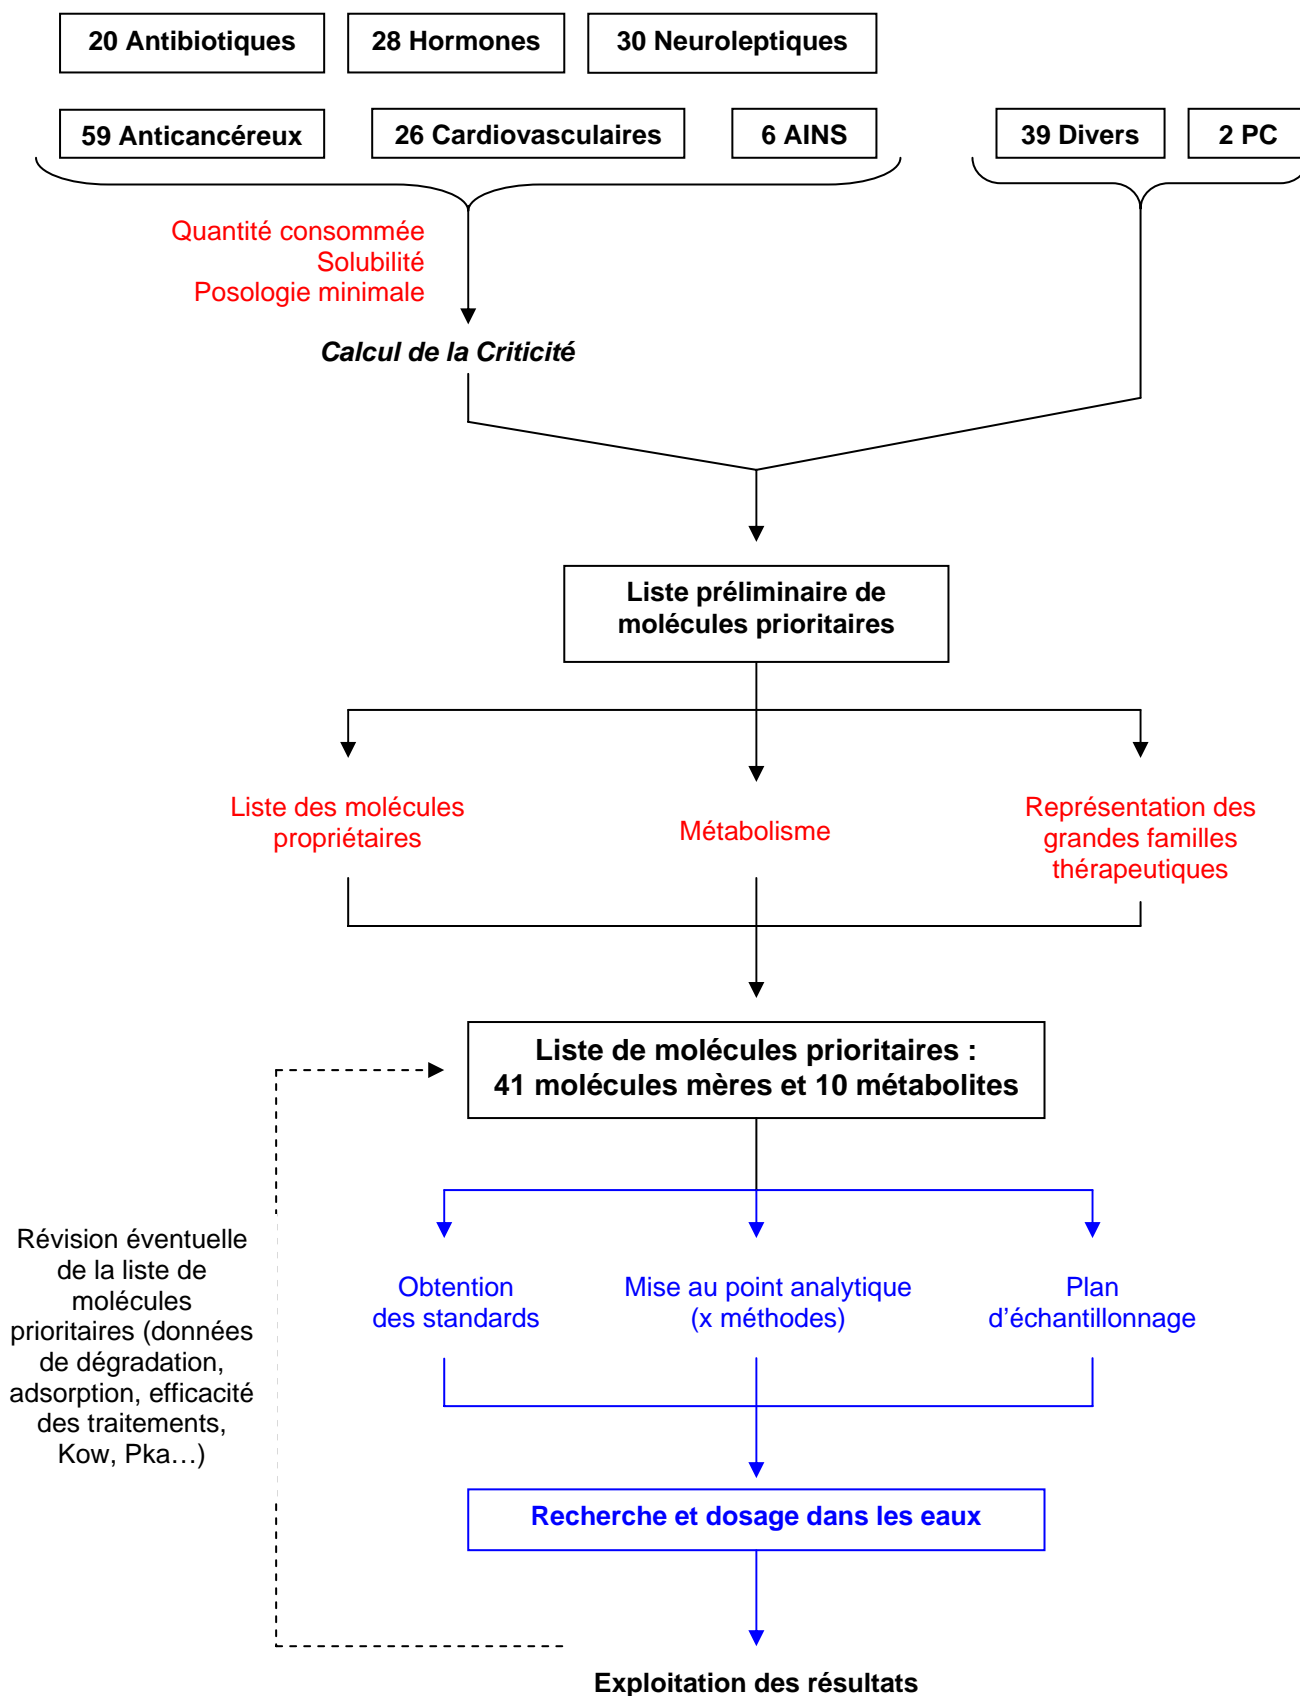 20 Antibiotiques
28 Hormones
30 Neuroleptiques
59 Anticancéreux
26 Cardiovasculaires
6 AINS
39 Divers
2 PC
Quantité consommée
Solubilité
Posologie minimale
Calcul de la Criticité
Liste préliminaire de
molécules prioritaires
Liste des molécules
propriétaires
Métabolisme
Représentation des
grandes familles
thérapeutiques
Liste de molécules prioritaires :
41 molécules mères et 10 métabolites
Révision éventuelle
de la liste de
molécules
prioritaires (données
de dégradation,
adsorption, efficacité
des traitements,
Kow, Pka…)
Obtention
des standards
Mise au point analytique
(x méthodes)
Plan
d’échantillonnage
Recherche et dosage dans les eaux
Exploitation des résultats